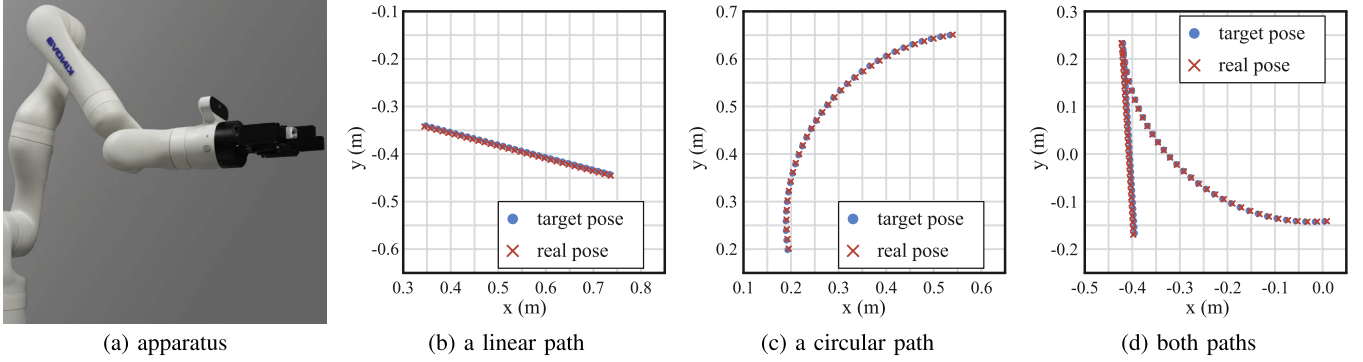 KINOVA
-0.1
-0.3
-0.4
-0.5
-0.6
y (m)
target pose
real pose
0.3 0.4 0.5 0.6 0.7 0.8
x (m)
0.7
0.6
0.5
0.4
0.3
0.2
y (m)
target pose
real pose
0.1 0.2 0.3 0.4 0.5 0.6
x (m)
0.3
0.2
0.1
0.0
-0.1
-0.2
y (m)
target pose
real pose
-0.5 -0.4 -0.3 -0.2 -0.1 0.0
x (m)
(a) apparatus
(b) a linear path
(c) a circular path
(d) both paths